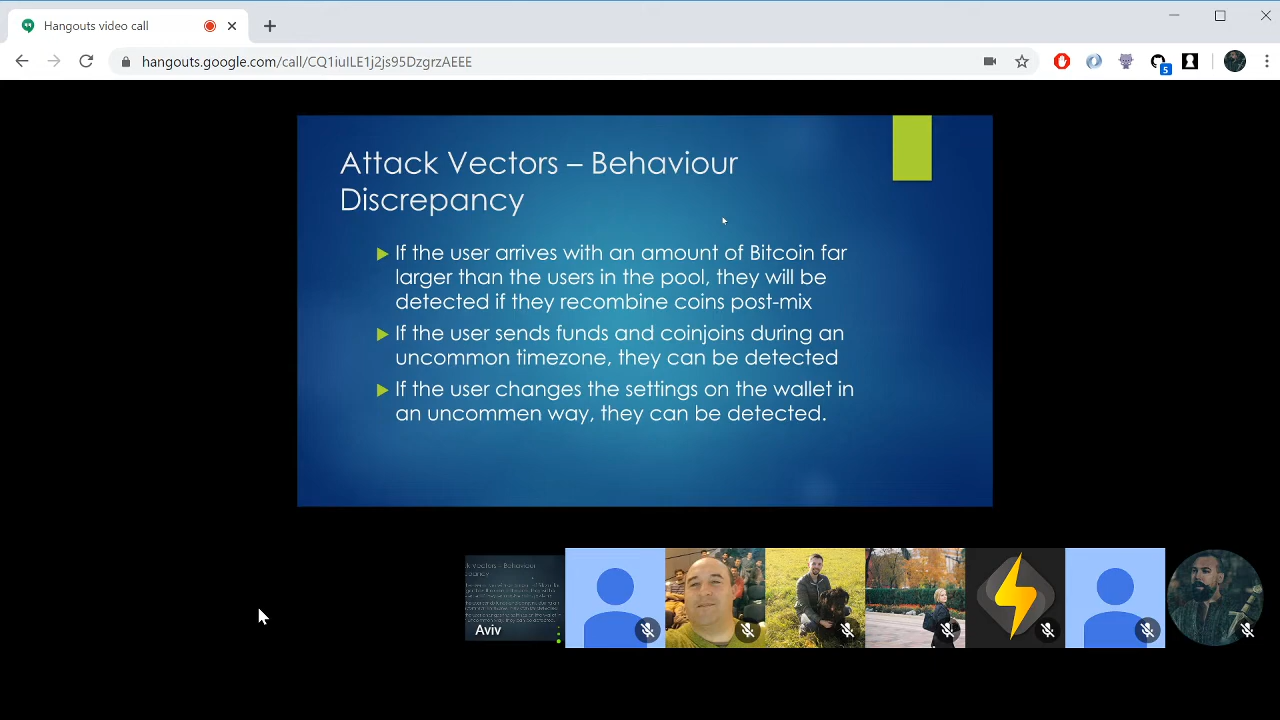 Hangouts video call
hangouts.google.com/call/CQ1iuILE1j2js95DzgrzAEEE
5
Attack Vectors – Behaviour
Discrepancy
If the user arrives with an amount of Bitcoin far
larger than the users in the pool, they will be
detected if they recombine coins post-mix
If the user sends funds and coinjoins during an
uncommon timezone, they can be detected
If the user changes the settings on the wallet in
an uncommen way, they can be detected.
Aviv